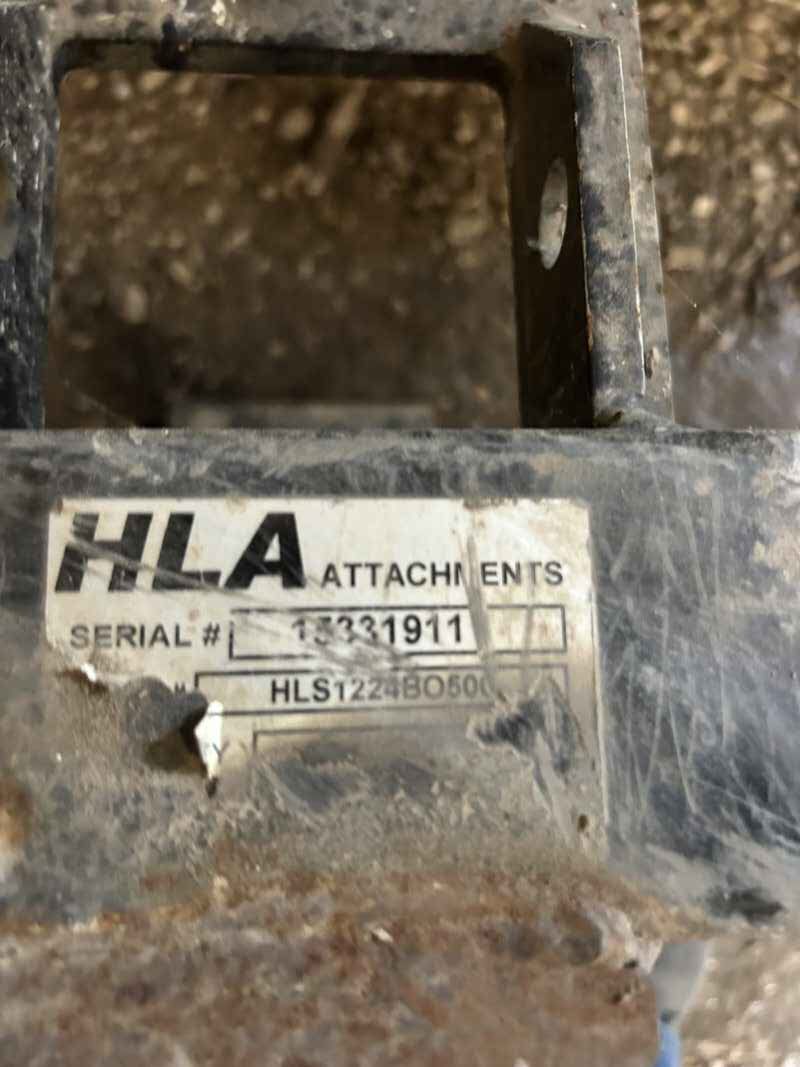 HLA ATTACHMENTS
SERIAL # 15331911
# HLS1224BO500